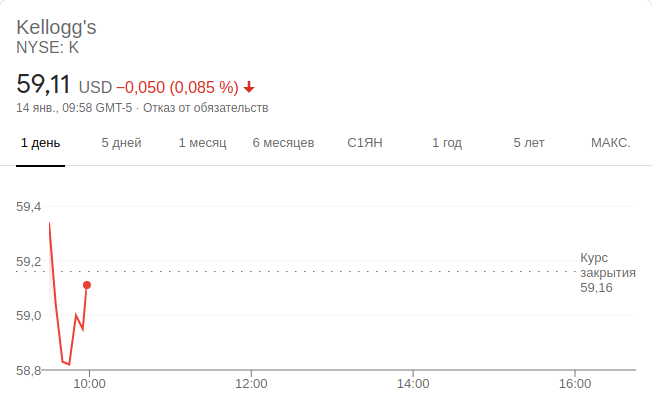 Kellogg's
NYSE: K
59,11 USD −0,050 (0,085 %)
14 янв., 09:58 GMT-5 · Отказ от обязательств
1 день 5 дней 1 месяц 6 месяцев С1ЯН 1 год 5 лет МАКС.
59,4
59,2
Курс
закрытия
59,16
59,0
58,8
10:00 12:00 14:00 16:00